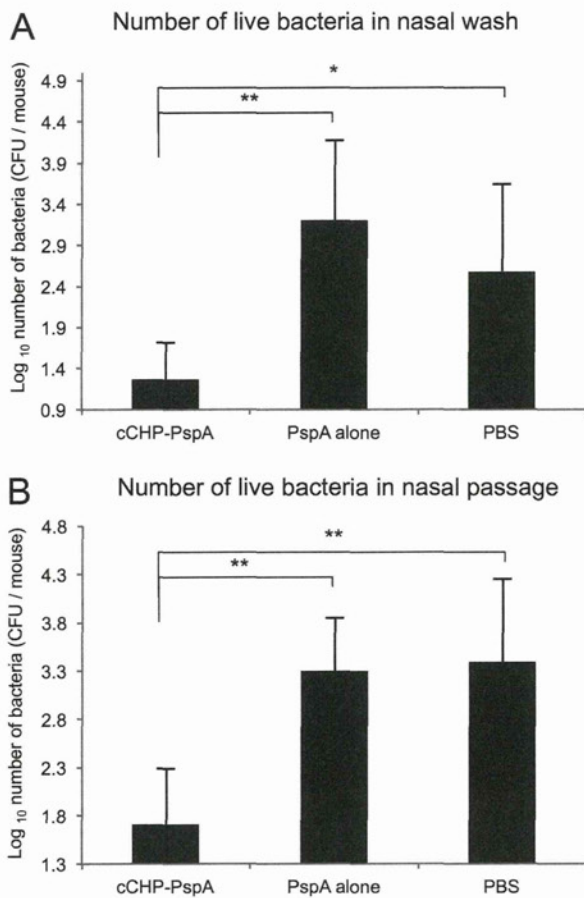 A
Number of live bacteria in nasal wash
Log 10 number of bacteria (CFU / mouse)
4.9
4.4
3.9
3.4
2.9
2.4
1.9
1.4
0.9
*
**
cCHP-PspA
PspA alone
PBS
B
Number of live bacteria in nasal passage
Log 10 number of bacteria (CFU / mouse)
4.8
4.3
3.8
3.3
2.8
2.3
1.8
1.3
**
**
cCHP-PspA
PspA alone
PBS